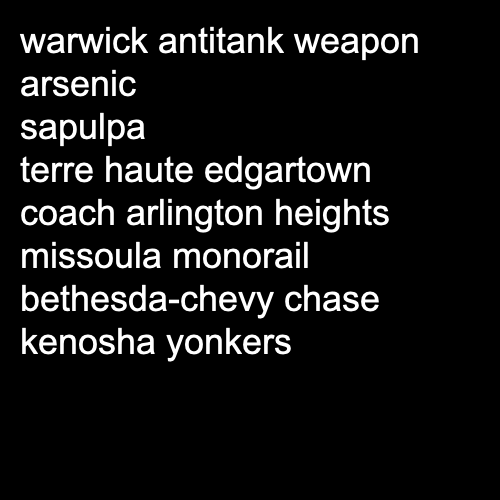 warwick antitank weapon
arsenic
sapulpa
terre haute edgartown
coach arlington heights
missoula monorail
bethesda-chevy chase
kenosha yonkers